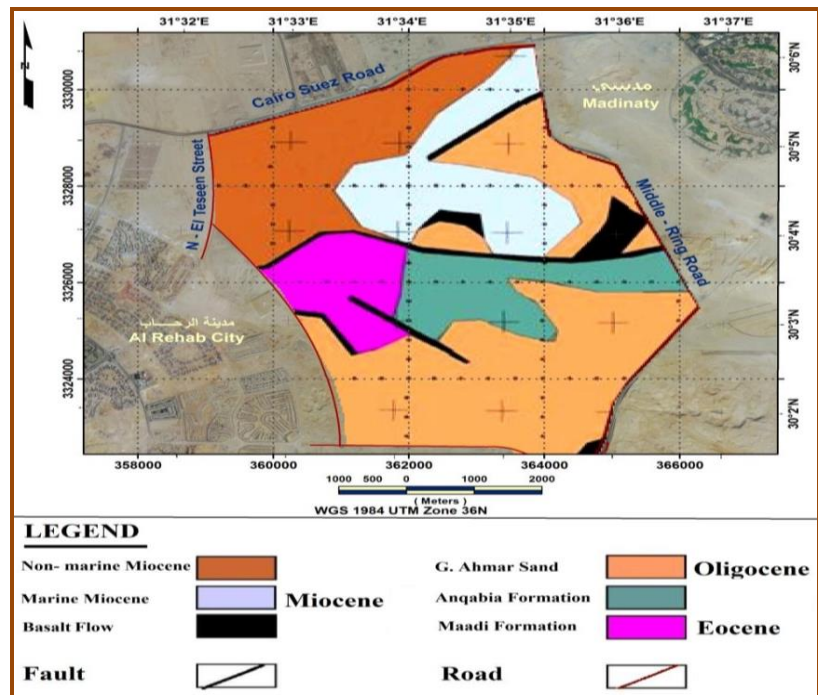 31°32'E 31°33'E 31°34'E 31°35'E 31°36'E 31°37'E
N
3330000
3328000
3326000
3324000
30°6'N
30°5'N
30°4'N
30°3'N
30°2'N
Cairo Suez Road
مدينتي
Madinaty
N - El Teseen Street
Middle - Ring Road
مدينة الرحاب
Al Rehab City
358000 360000 362000 364000 366000
1000 500 0 1000 2000
( Meters )
WGS 1984 UTM Zone 36N
LEGEND
Non- marine Miocene
Marine Miocene
Basalt Flow
Miocene
Fault
G. Ahmar Sand
Oligocene
Anqabia Formation
Maadi Formation
Eocene
Road